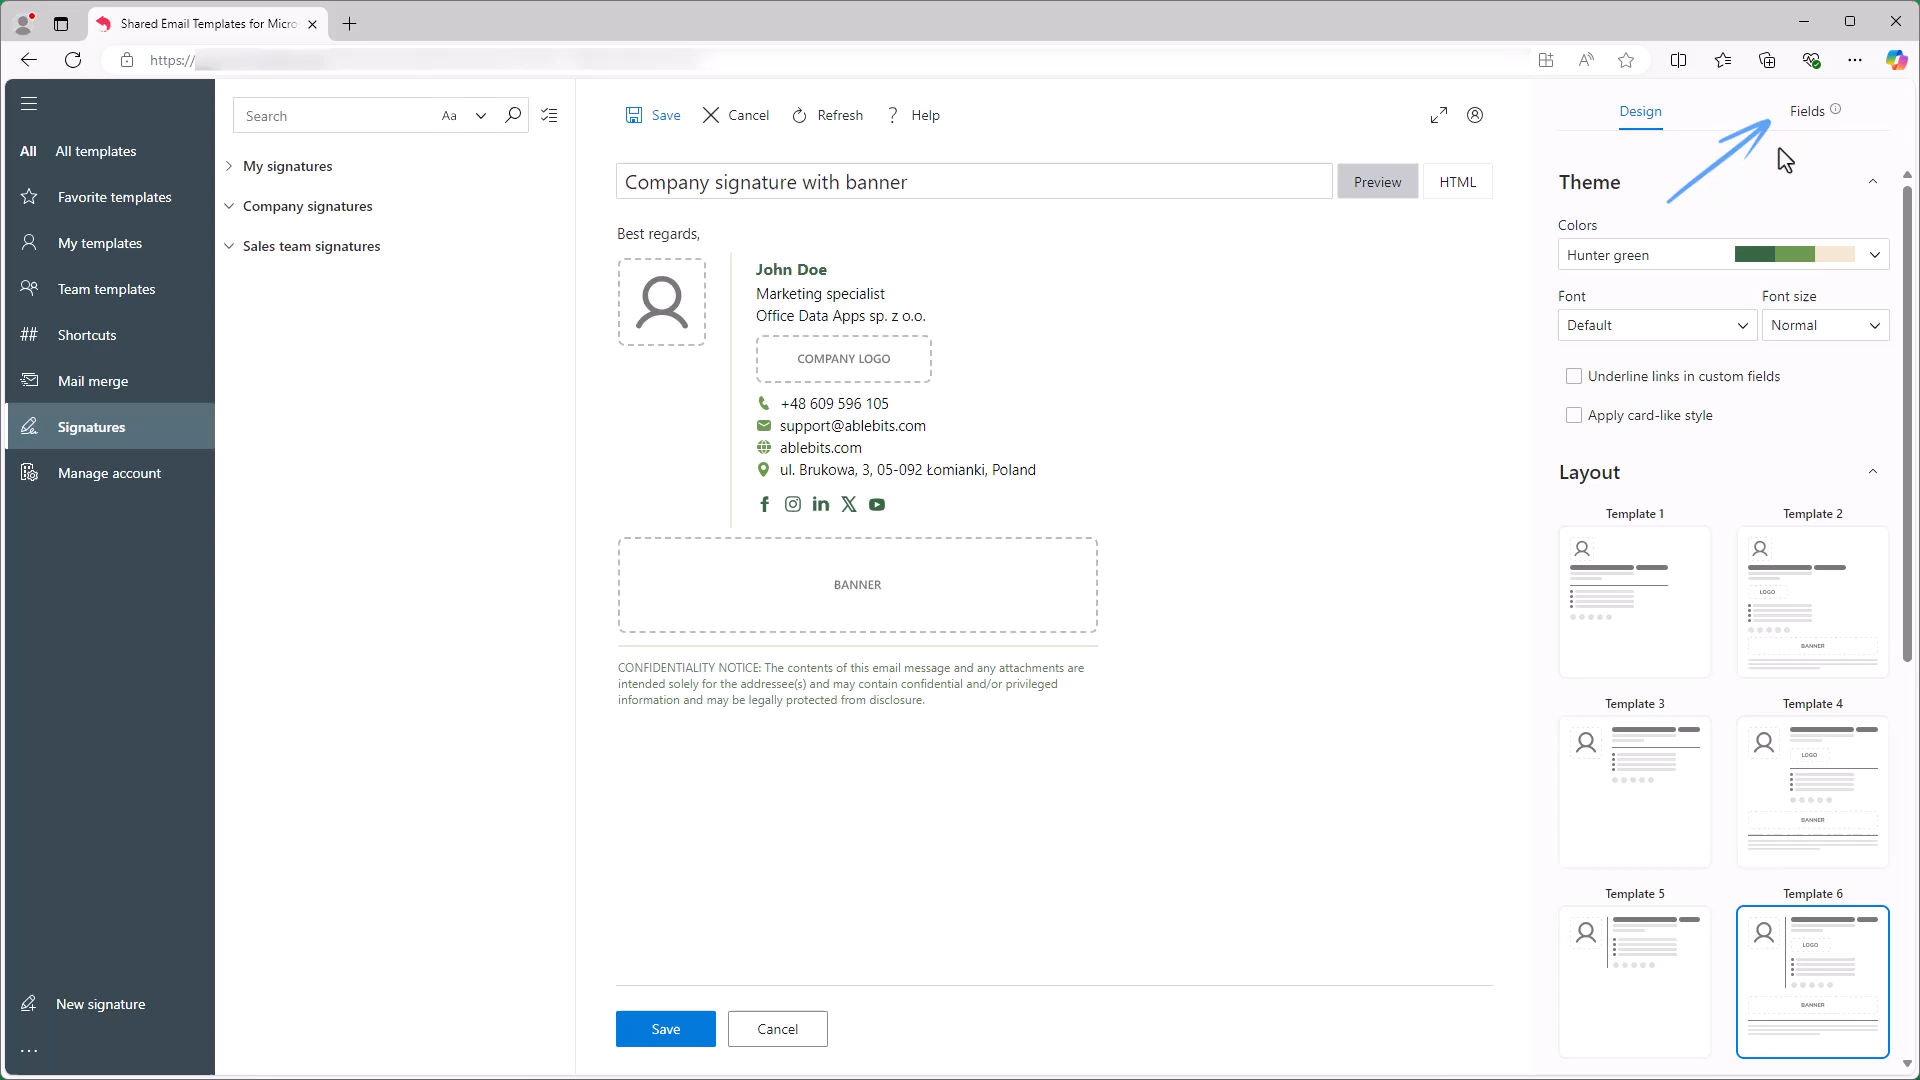 Shared Email Templates for Micro
https://
All All templates
Favorite templates
My templates
Team templates
## Shortcuts
Mail merge
Signatures
Manage account
New signature
...
Search
Aa
My signatures
Company signatures
Sales team signatures
Save Cancel Refresh ? Help
Company signature with banner
Preview HTML
Best regards,
John Doe
Marketing specialist
Office Data Apps sp. z o.o.
COMPANY LOGO
+48 609 596 105
support@ablebits.com
ablebits.com
ul. Brukowa, 3, 05-092 Łomianki, Poland
BANNER
CONFIDENTIALITY NOTICE: The contents of this email message and any attachments are
intended solely for the addressee(s) and may contain confidential and/or privileged
information and may be legally protected from disclosure.
Save Cancel
Design Fields
Theme
Colors
Hunter green
Font Font size
Default Normal
Underline links in custom fields
Apply card-like style
Layout
Template 1 Template 2
LOGO
BANNER
Template 3 Template 4
LOGO
BANNER
Template 5 Template 6
LOGO
BANNER